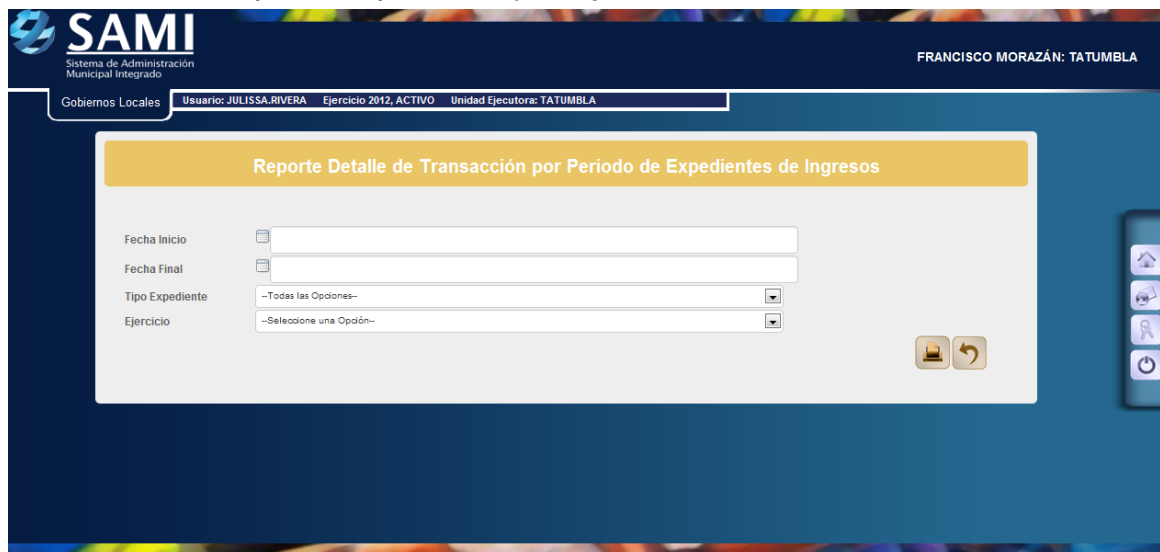 SAMI
Sistema de Administración
Municipal Integrado
FRANCISCO MORAZÁN: TATUMBLA
Gobiernos Locales
Usuario: JULISSA.RIVERA Ejercicio 2012, ACTIVO Unidad Ejecutora: TATUMBLA
Reporte Detalle de Transacción por Periodo de Expedientes de Ingresos
Fecha Inicio
Fecha Final
Tipo Expediente --Todas las Opciones--
Ejercicio --Seleccione una Opción--